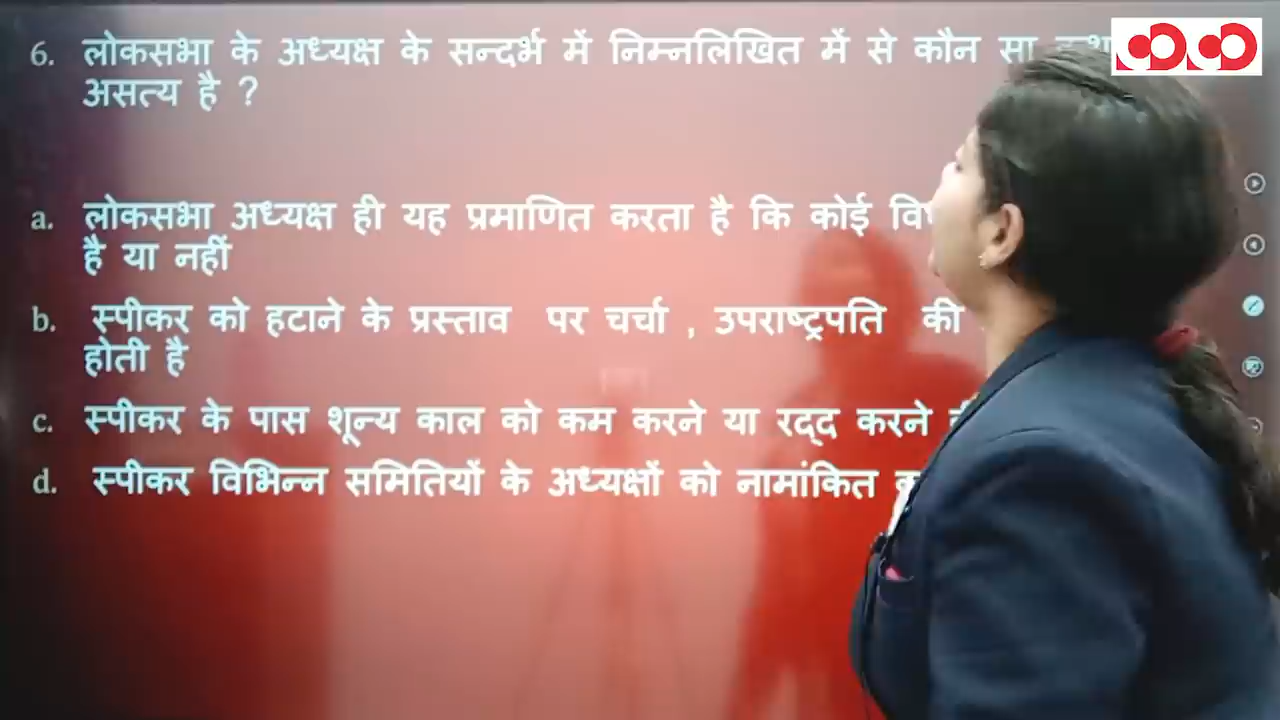 6. लोकसभा के अध्यक्ष के सन्दर्भ में निम्नलिखित में से कौन सा
असत्य है ?
a. लोकसभा अध्यक्ष ही यह प्रमाणित करता है कि कोई
है या नहीं
b. स्पीकर को हटाने के प्रस्ताव पर चर्चा , उपराष्ट्रपति की
होती है
c. स्पीकर के पास शून्य काल को कम करने या रद्द करने
d. स्पीकर विभिन्न समितियों के अध्यक्षों को नामांकित